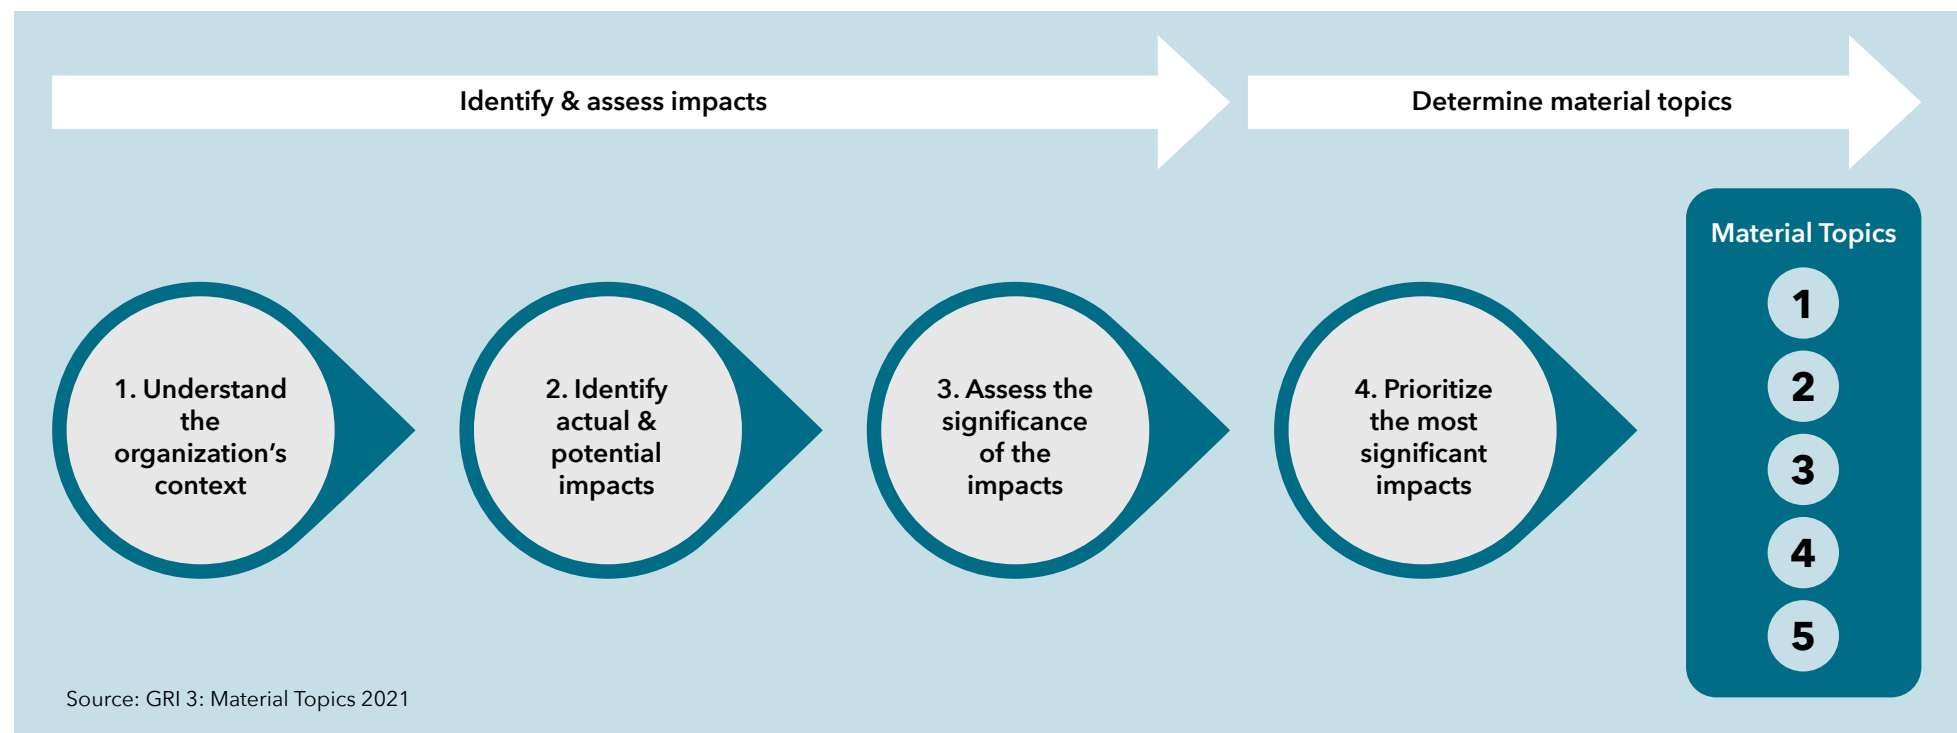 Identify & assess impacts
Determine material topics
1. Understand
the
organization's
context
2. Identify
actual &
potential
impacts
3. Assess the
significance
of the
impacts
4. Prioritize
the most
significant
impacts
Material Topics
1
2
3
4
5
Source: GRI 3: Material Topics 2021